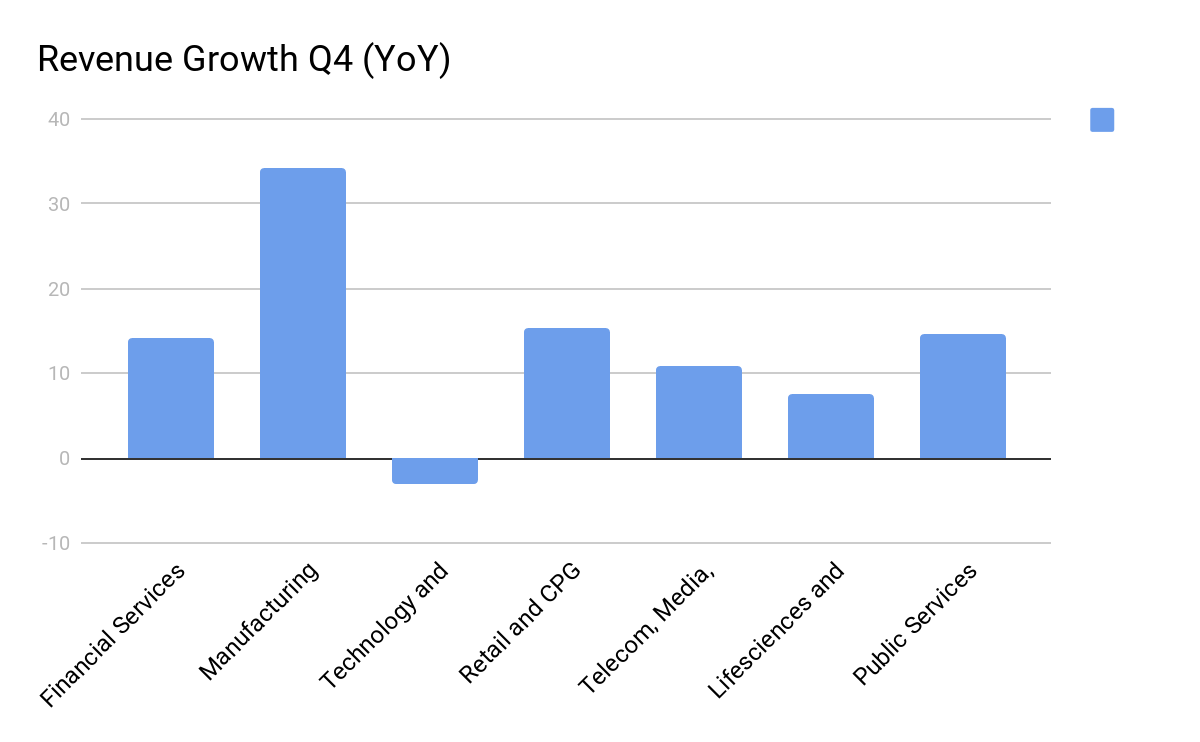 Revenue Growth Q4 (YoY)
40
30
20
10
0
-10
Financial Services
Manufacturing
Technology and
Retail and CPG
Telecom, Media,
Lifesciences and
Public Services